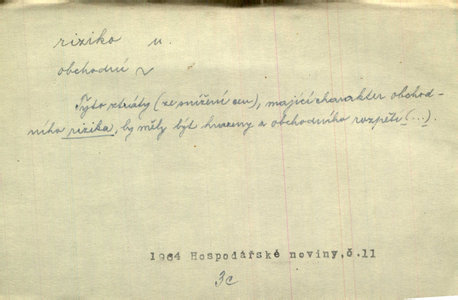 riziko n.
obchodní ~
Tyto ztráty (ze snížení cen), mající charakter obchod-
ního rizika, by měly být hrazeny z obchodního rozpětí (...).
1964 Hospodářské noviny, č.11
3c